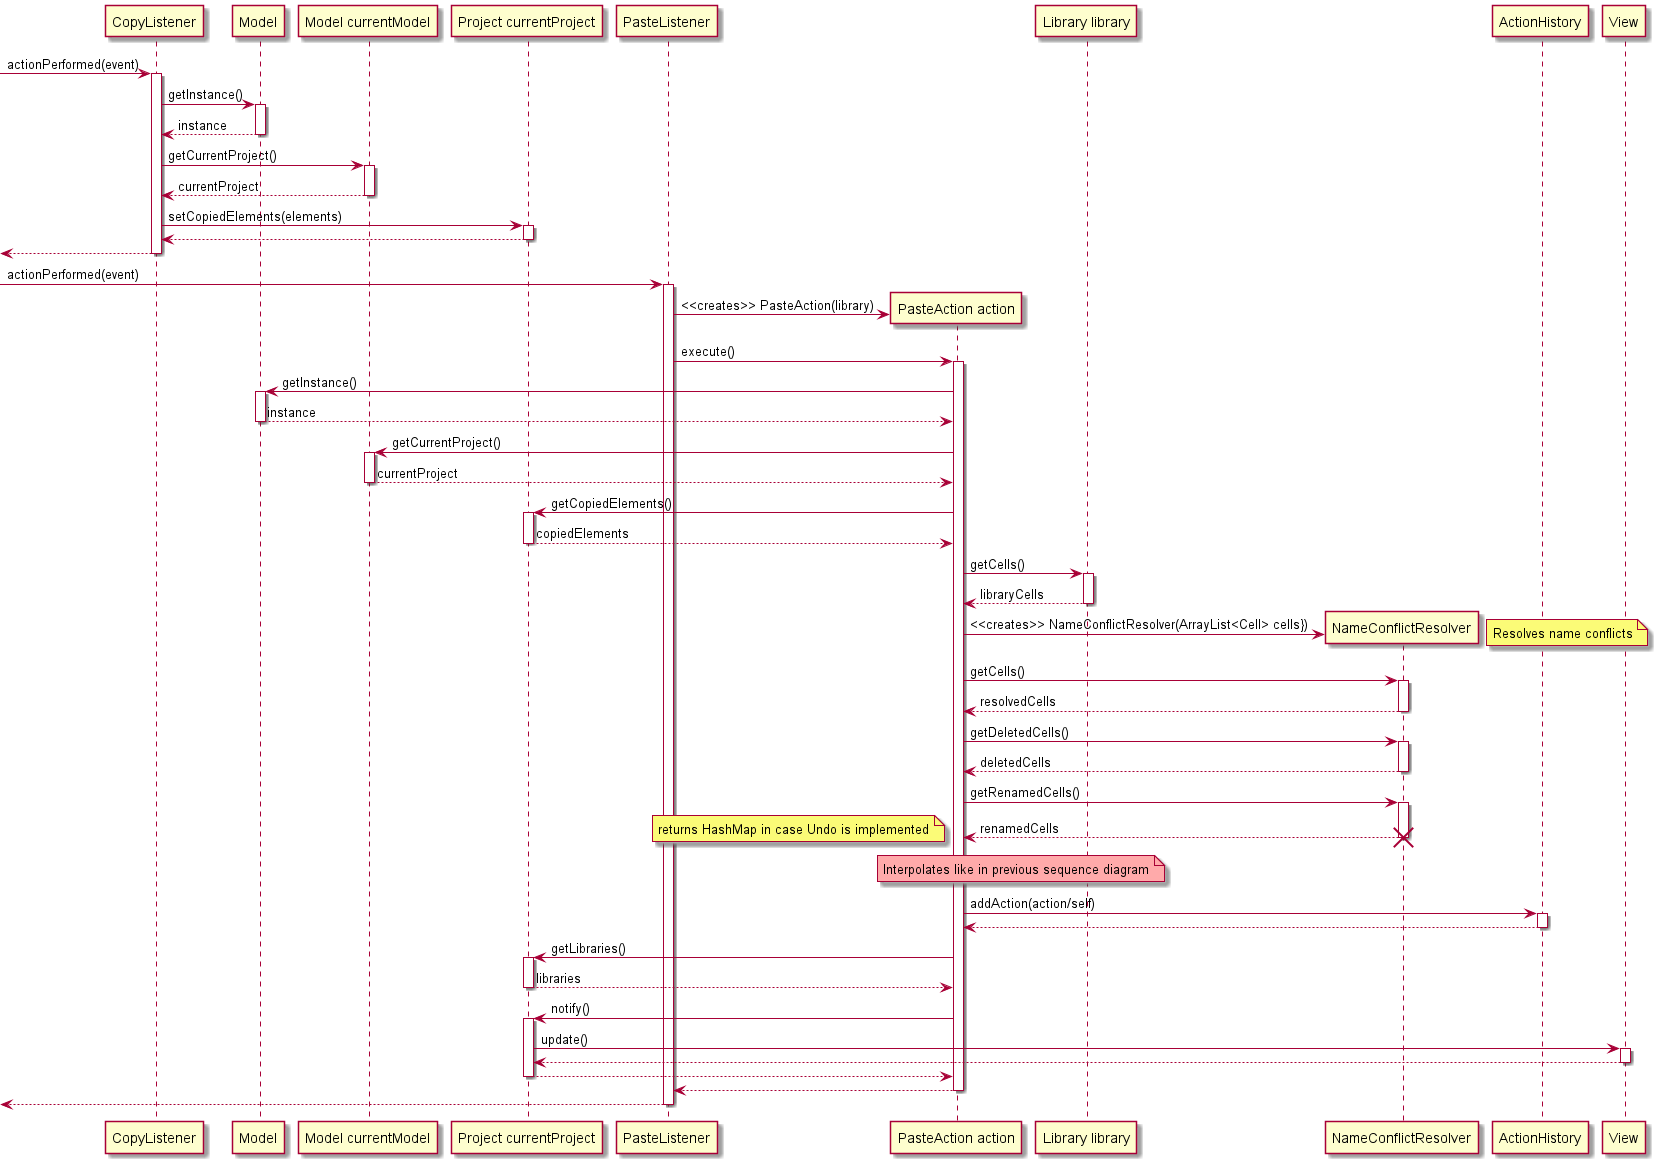 CopyListener
Model
Model currentModel
Project currentProject
PasteListener
Library library
ActionHistory
View
actionPerformed(event)
getInstance()
instance
getCurrentProject()
currentProject
setCopiedElements(elements)
actionPerformed(event)
<<creates>> PasteAction(library)
PasteAction action
execute()
getInstance()
instance
getCurrentProject()
currentProject
getCopiedElements()
copiedElements
getCells()
libraryCells
<<creates>> NameConflictResolver(ArrayList<Cell> cells})
NameConflictResolver
Resolves name conflicts
getCells()
resolvedCells
getDeletedCells()
deletedCells
getRenamedCells()
renamedCells
returns HashMap in case Undo is implemented
Interpolates like in previous sequence diagram
addAction(action/self)
getLibraries()
libraries
notify()
update()
CopyListener
Model
Model currentModel
Project currentProject
PasteListener
PasteAction action
Library library
NameConflictResolver
ActionHistory
View